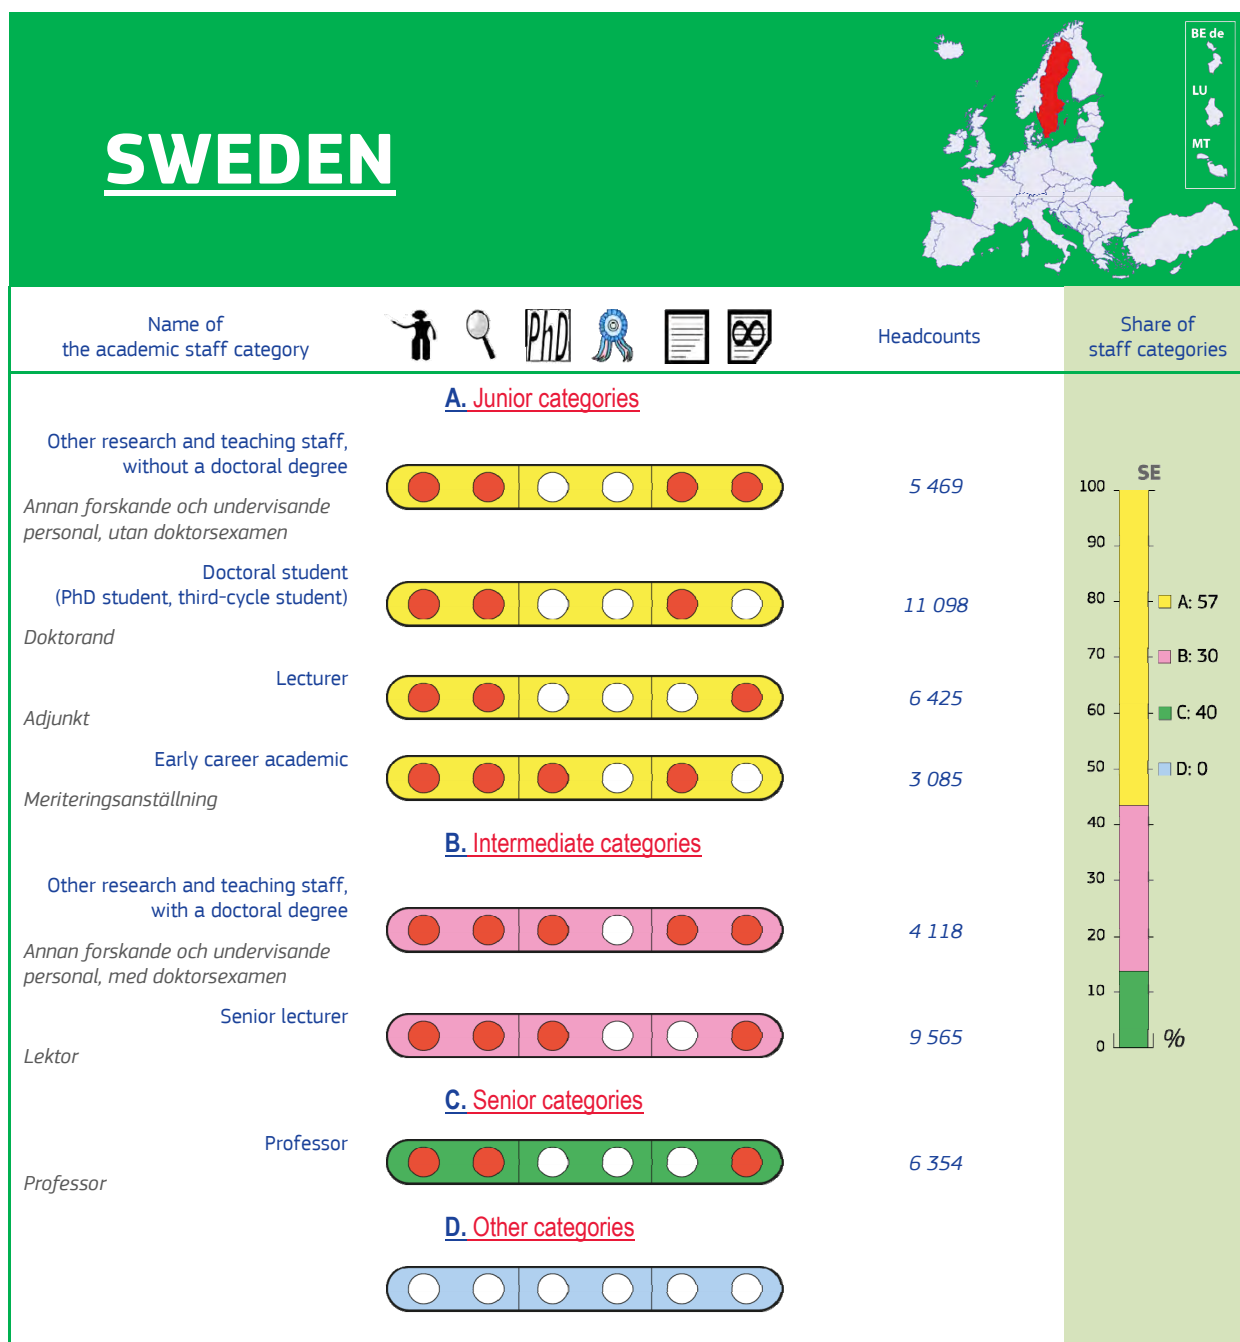 SWEDEN
BE de
LU
MT
Name of
the academic staff category
PhD
Headcounts
Share of
staff categories
A. Junior categories
Other research and teaching staff,
without a doctoral degree
Annan forskande och undervisande
personal, utan doktorsexamen
5 469
Doctoral student
(PhD student, third-cycle student)
Doktorand
11 098
Lecturer
Adjunkt
6 425
Early career academic
Meriteringsanställning
3 085
B. Intermediate categories
Other research and teaching staff,
with a doctoral degree
Annan forskande och undervisande
personal, med doktorsexamen
4 118
Senior lecturer
Lektor
9 565
C. Senior categories
Professor
Professor
6 354
D. Other categories
SE
100
90
80
70
60
50
40
30
20
10
0
%
A: 57
B: 30
C: 40
D: 0